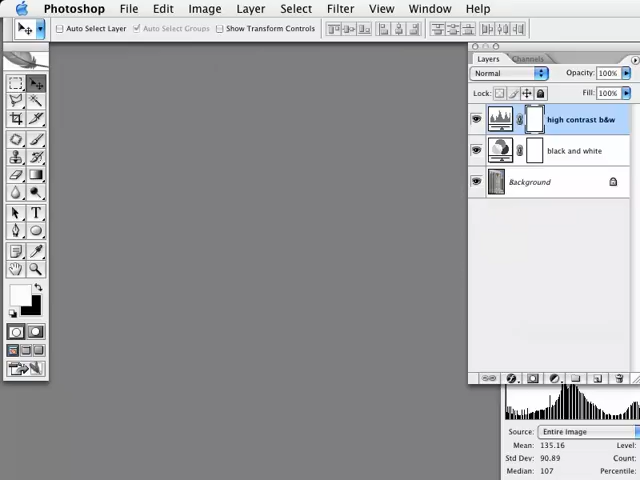 Photoshop File Edit Image Layer Select Filter View Window Help
Auto Select Layer Auto Select Groups Show Transform Controls
Layers Channels
Normal Opacity: 100%
Lock: Fill: 100%
high contrast b&w
black and white
Background
T
Source: Entire Image
Mean: 135.16 Level:
Std Dev: 90.89 Count:
Median: 107 Percentile: